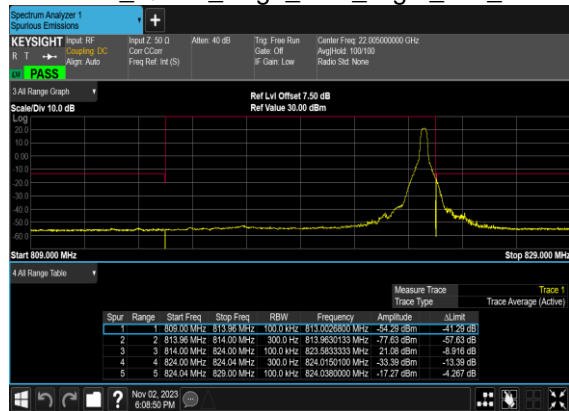 Spectrum Analyzer 1
Spurious Emissions
+
KEYSIGHT Input: RF Input Z: 50 Ω Atten: 40 dB Trig: Free Run Center Freq: 22.005000000 GHz
R T Coupling: DC Corr CCorr Gate: Off Avg|Hold: 100/100
Align: Auto Freq Ref: Int (S) IF Gain: Low Radio Std: None
PASS
3 All Range Graph
Ref Lvl Offset 7.50 dB
Scale/Div 10.0 dB Ref Value 30.00 dBm
Log
20.0
10.0
0.00
-10.0
-20.0
-30.0
-40.0
-50.0
-60.0
Start 809.000 MHz Stop 829.000 MHz
4 All Range Table
Measure Trace Trace 1
Trace Type Trace Average (Active)
Spur Range Start Freq Stop Freq RBW Frequency Amplitude ΔLimit
1 1 809.00 MHz 813.96 MHz 100.0 kHz 813.0026800 MHz -54.29 dBm -41.29 dB
2 2 813.96 MHz 814.00 MHz 300.0 Hz 813.9630133 MHz -77.63 dBm -57.63 dB
3 3 814.00 MHz 824.00 MHz 100.0 kHz 823.5833333 MHz 21.08 dBm -8.916 dB
4 4 824.00 MHz 824.04 MHz 300.0 Hz 824.0150100 MHz -33.39 dBm -13.39 dB
5 5 824.04 MHz 829.00 MHz 100.0 kHz 824.0380000 MHz -17.27 dBm -4.267 dB
? Nov 02, 2023
6:08:50 PM